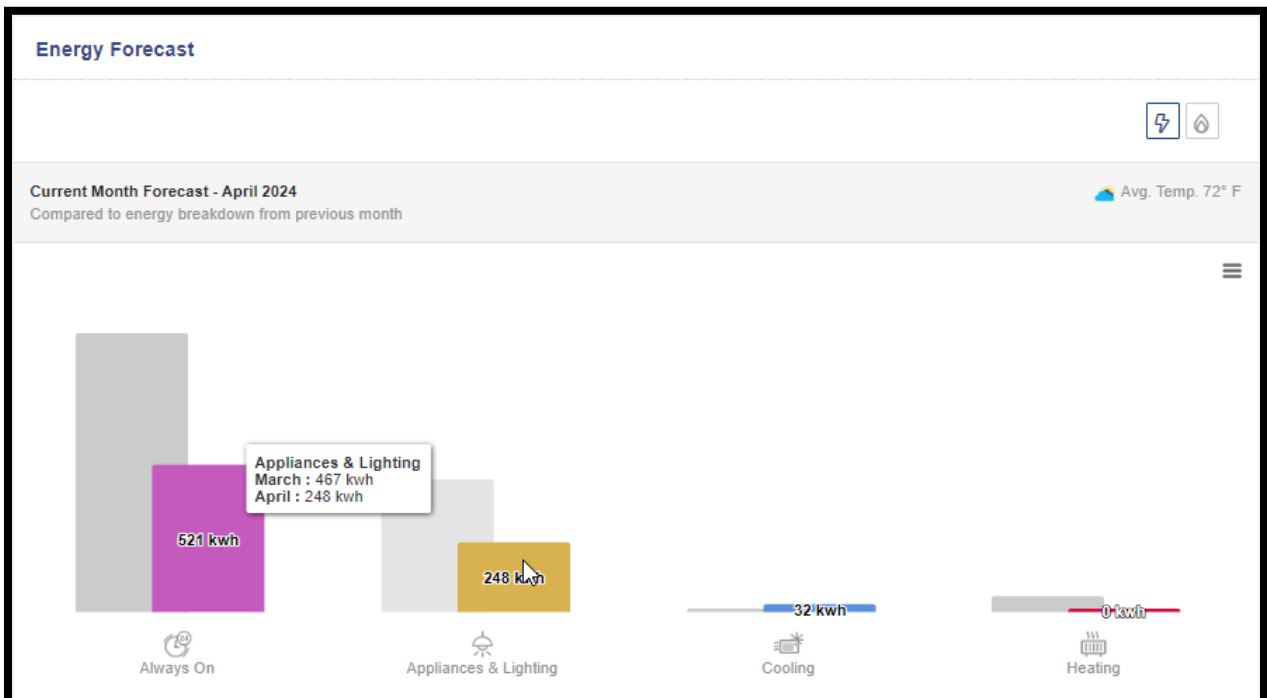 Energy Forecast
Current Month Forecast - April 2024
Avg. Temp. 72° F
Compared to energy breakdown from previous month
Appliances & Lighting
March : 467 kwh
April : 248 kwh
521 kwh
248 kwh
32 kwh
0 kwh
24
Always On
Appliances & Lighting
Cooling
Heating